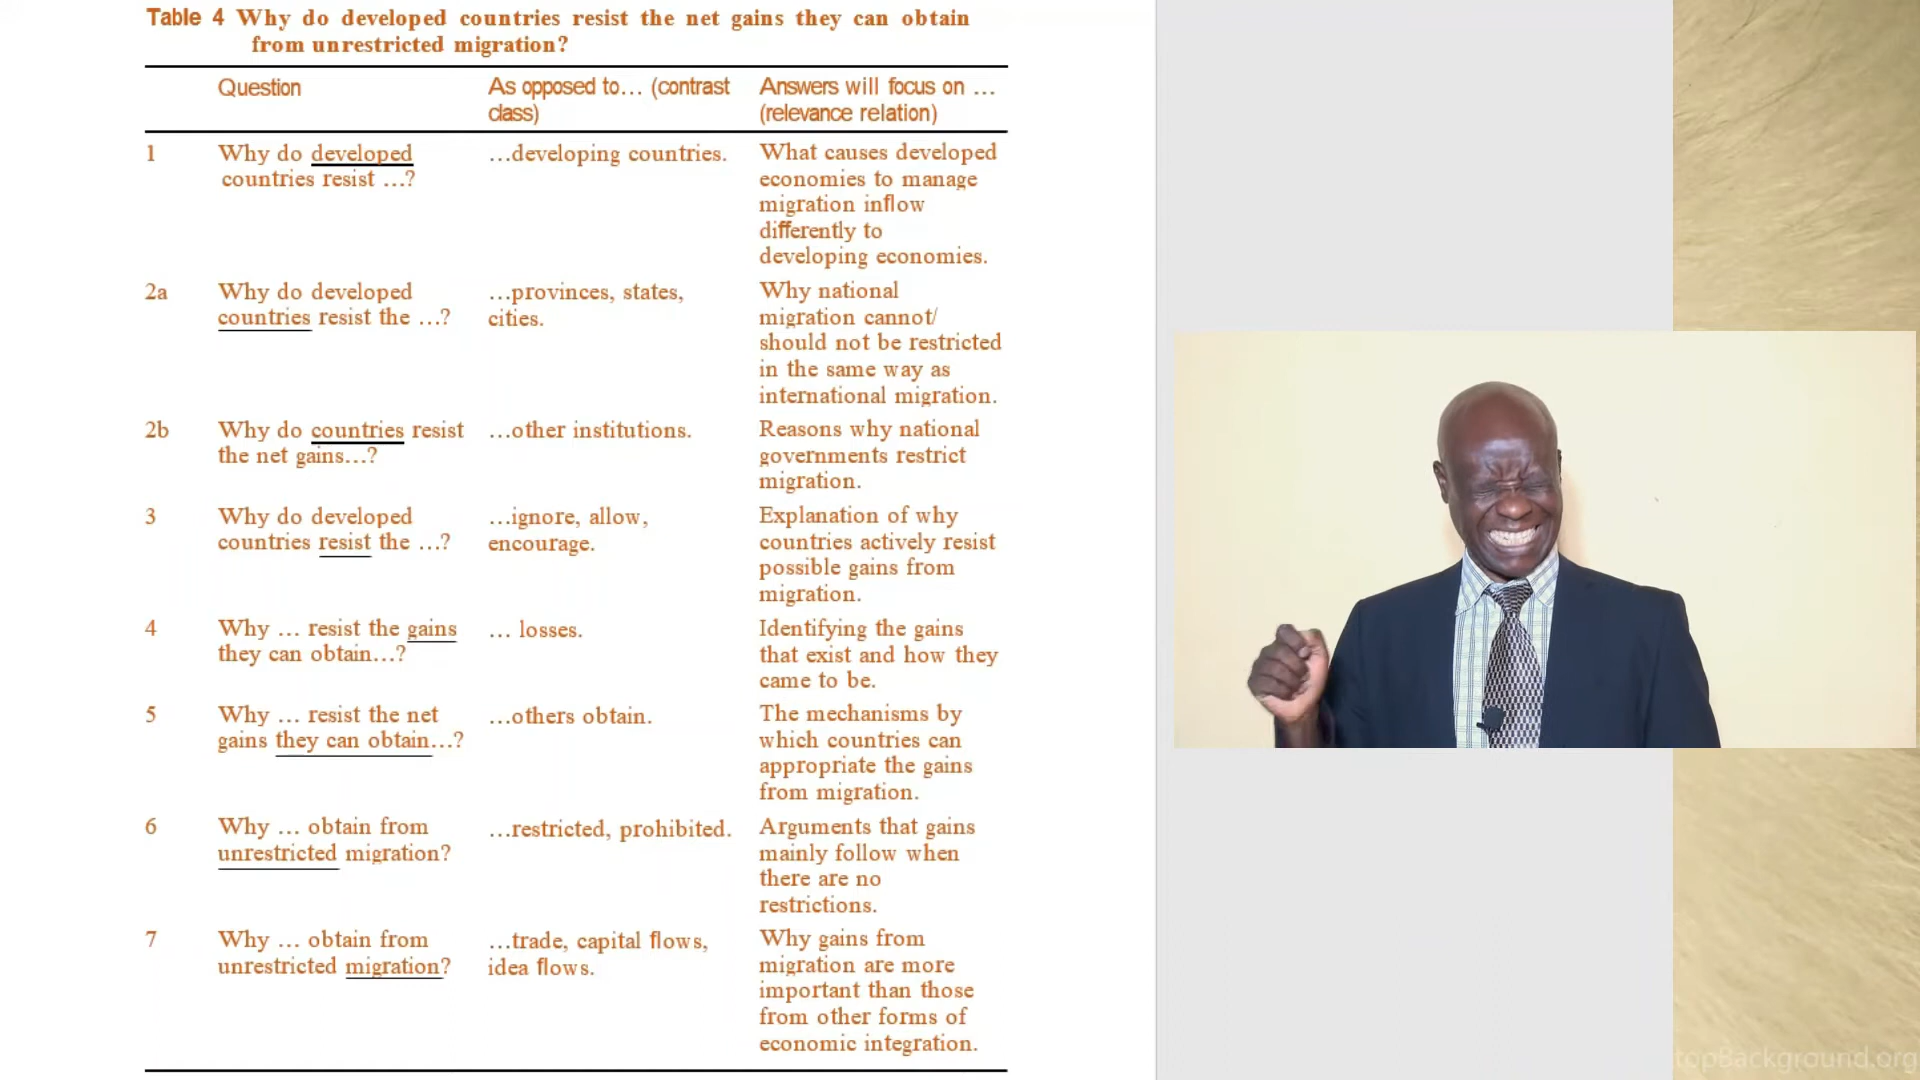 Table 4 Why do developed countries resist the net gains they can obtain
from unrestricted migration?
Question
As opposed to… (contrast
class)
Answers will focus on …
(relevance relation)
1
Why do developed
countries resist …?
…developing countries.
What causes developed
economies to manage
migration inflow
differently to
developing economies.
2a
Why do developed
countries resist the …?
…provinces, states,
cities.
Why national
migration cannot/
should not be restricted
in the same way as
international migration.
2b
Why do countries resist
the net gains…?
…other institutions.
Reasons why national
governments restrict
migration.
3
Why do developed
countries resist the …?
…ignore, allow,
encourage.
Explanation of why
countries actively resist
possible gains from
migration.
4
Why … resist the gains
they can obtain…?
… losses.
Identifying the gains
that exist and how they
came to be.
5
Why … resist the net
gains they can obtain…?
…others obtain.
The mechanisms by
which countries can
appropriate the gains
from migration.
6
Why … obtain from
unrestricted migration?
…restricted, prohibited.
Arguments that gains
mainly follow when
there are no
restrictions.
7
Why … obtain from
unrestricted migration?
…trade, capital flows,
idea flows.
Why gains from
migration are more
important than those
from other forms of
economic integration.
topBackground.org